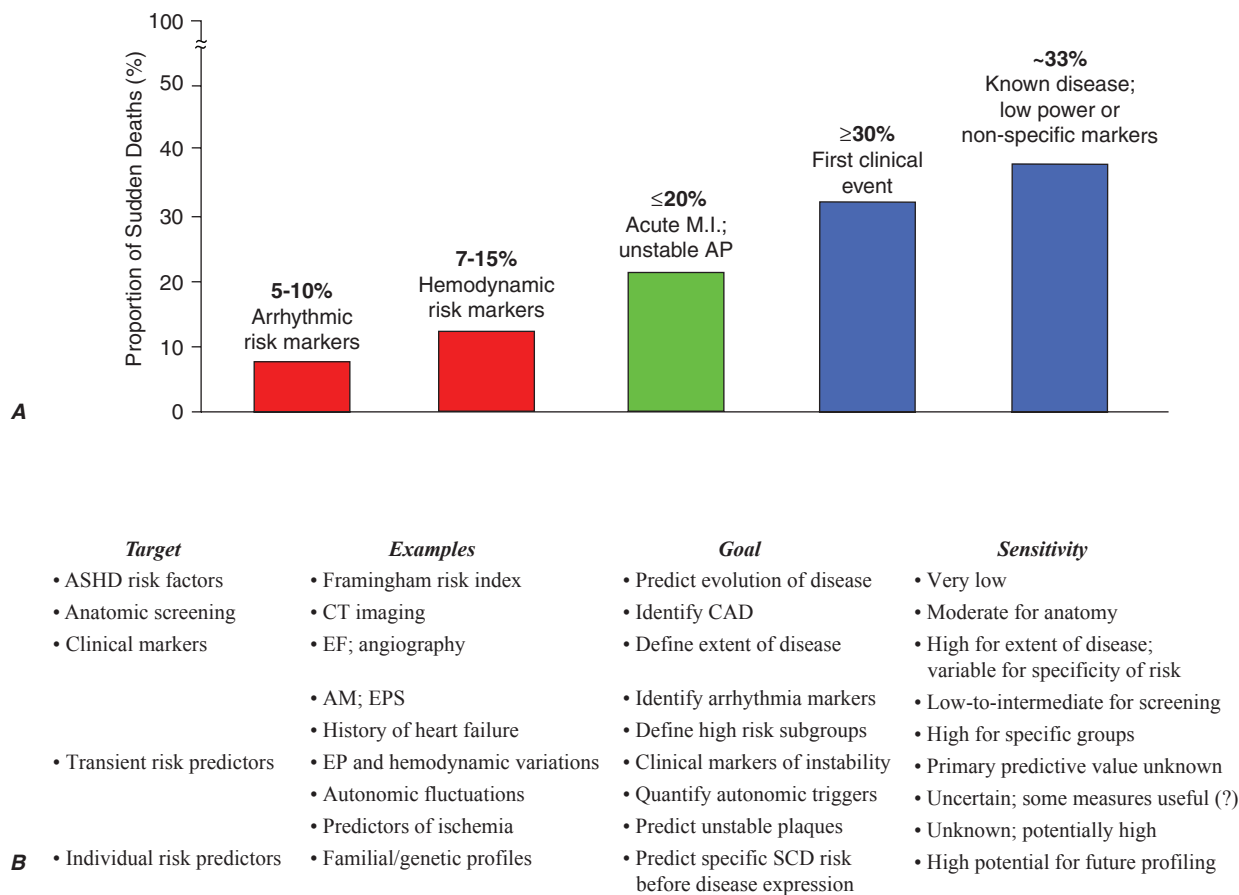 100
50
40
30
20
10
0
Proportion of Sudden Deaths (%)
5-10%
Arrhythmic
risk markers
7-15%
Hemodynamic
risk markers
≤20%
Acute M.I.;
unstable AP
≥30%
First clinical
event
~33%
Known disease;
low power or
non-specific markers
A
Target
Examples
Goal
Sensitivity
• ASHD risk factors • Framingham risk index • Predict evolution of disease • Very low
• Anatomic screening • CT imaging • Identify CAD • Moderate for anatomy
• Clinical markers • EF; angiography • Define extent of disease • High for extent of disease;
variable for specificity of risk
• AM; EPS • Identify arrhythmia markers • Low-to-intermediate for screening
• History of heart failure • Define high risk subgroups • High for specific groups
• Transient risk predictors • EP and hemodynamic variations • Clinical markers of instability • Primary predictive value unknown
• Autonomic fluctuations • Quantify autonomic triggers • Uncertain; some measures useful (?)
• Predictors of ischemia • Predict unstable plaques • Unknown; potentially high
B • Individual risk predictors • Familial/genetic profiles • Predict specific SCD risk • High potential for future profiling
before disease expression